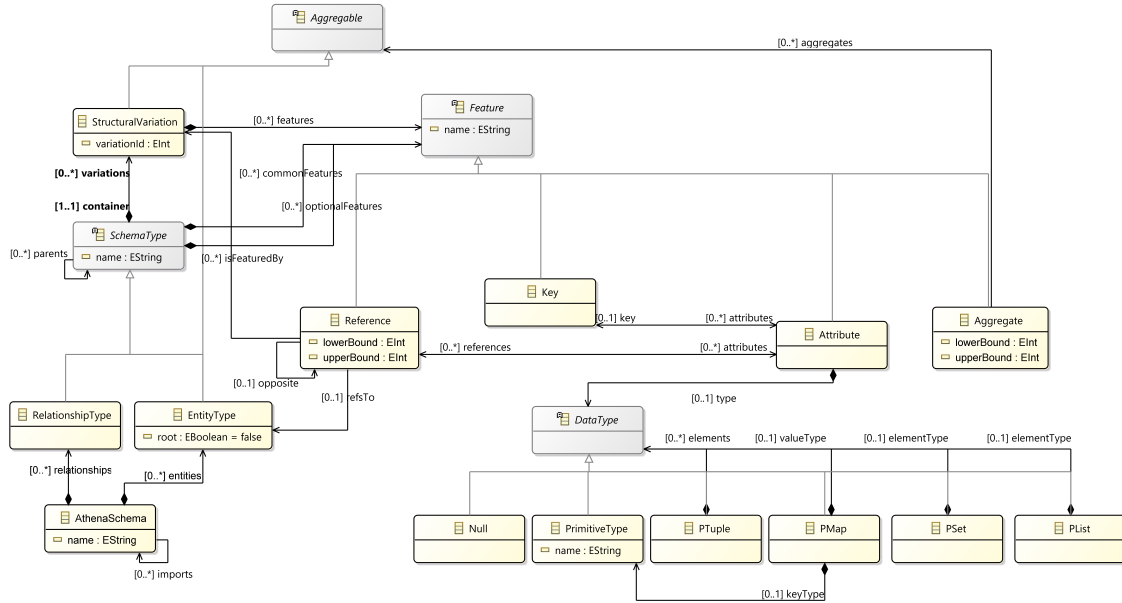 Aggregable
[0..*] aggregates
StructuralVariation
variationId : EInt
Feature
name : EString
[0..*] features
[0..*] variations
[0..*] commonFeatures
[1..1] container
[0..*] optionalFeatures
SchemaType
name : EString
[0..*] parents
[0..*] isFeaturedBy
Key
Reference
lowerBound : EInt
upperBound : EInt
[0..1] key
[0..*] attributes
Attribute
Aggregate
lowerBound : EInt
upperBound : EInt
[0..*] references
[0..*] attributes
[0..1] opposite
[0..1] refsTo
[0..1] type
RelationshipType
EntityType
root : EBoolean = false
DataType
[0..*] elements
[0..1] valueType
[0..1] elementType
[0..1] elementType
[0..*] relationships
[0..*] entities
AthenaSchema
name : EString
[0..*] imports
Null
PrimitiveType
name : EString
PTuple
PMap
PSet
PList
[0..1] keyType